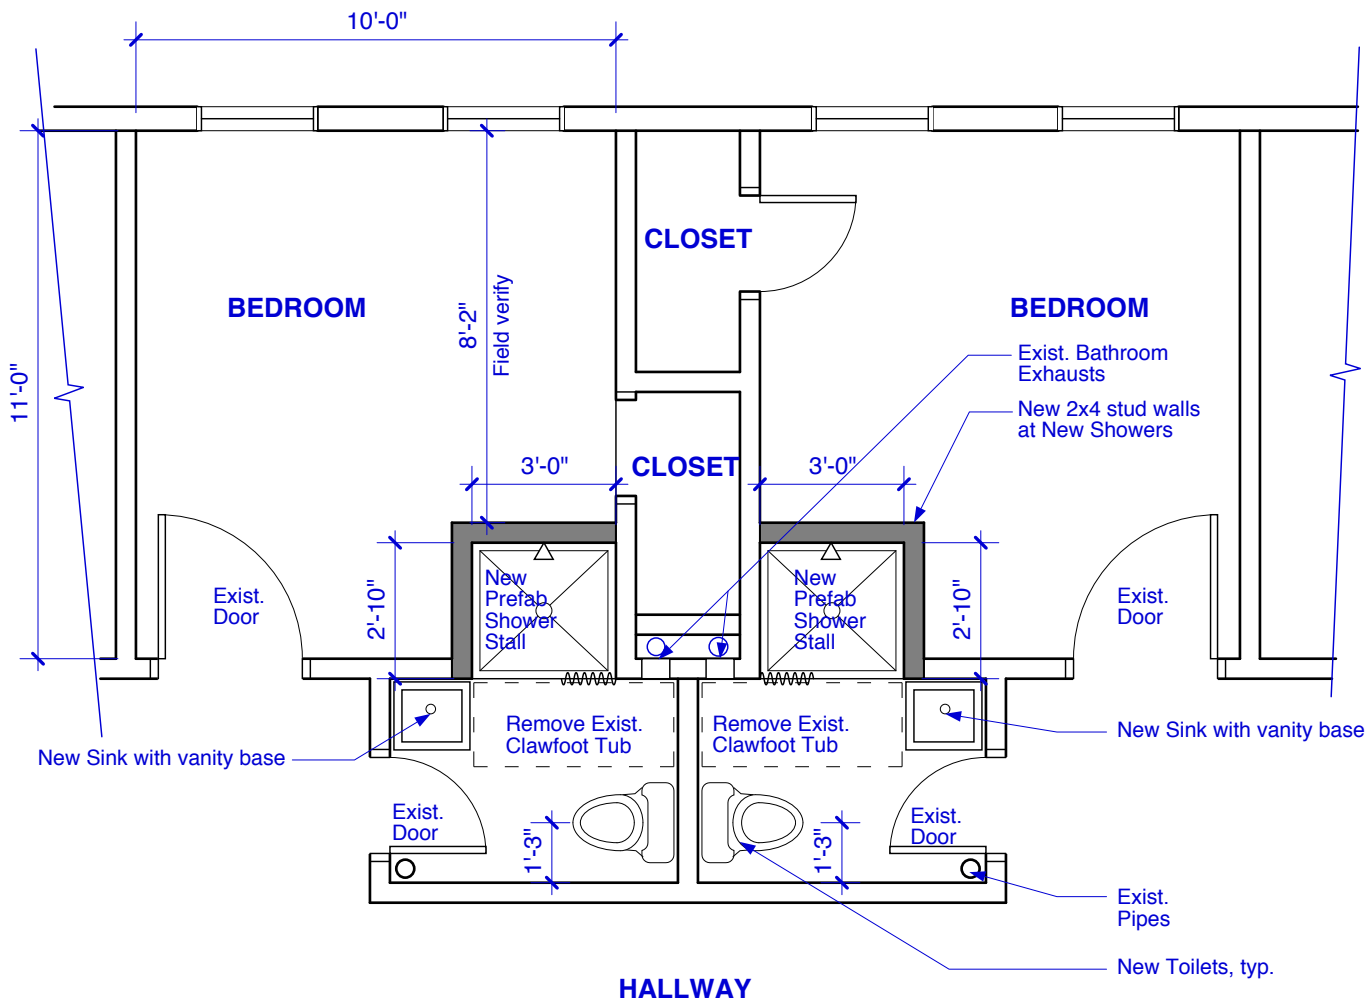 10'-0"
CLOSET
BEDROOM
8'-2"
Field verify
BEDROOM
11'-0"
Exist. Bathroom
Exhausts
New 2x4 stud walls
at New Showers
3'-0"
CLOSET
3'-0"
Exist.
Door
2'-10"
New
Prefab
Shower
Stall
New
Prefab
Shower
Stall
2'-10"
Exist.
Door
New Sink with vanity base
Remove Exist.
Clawfoot Tub
Remove Exist.
Clawfoot Tub
New Sink with vanity base
Exist.
Door
1'-3"
1'-3"
Exist.
Door
Exist.
Pipes
New Toilets, typ.
HALLWAY